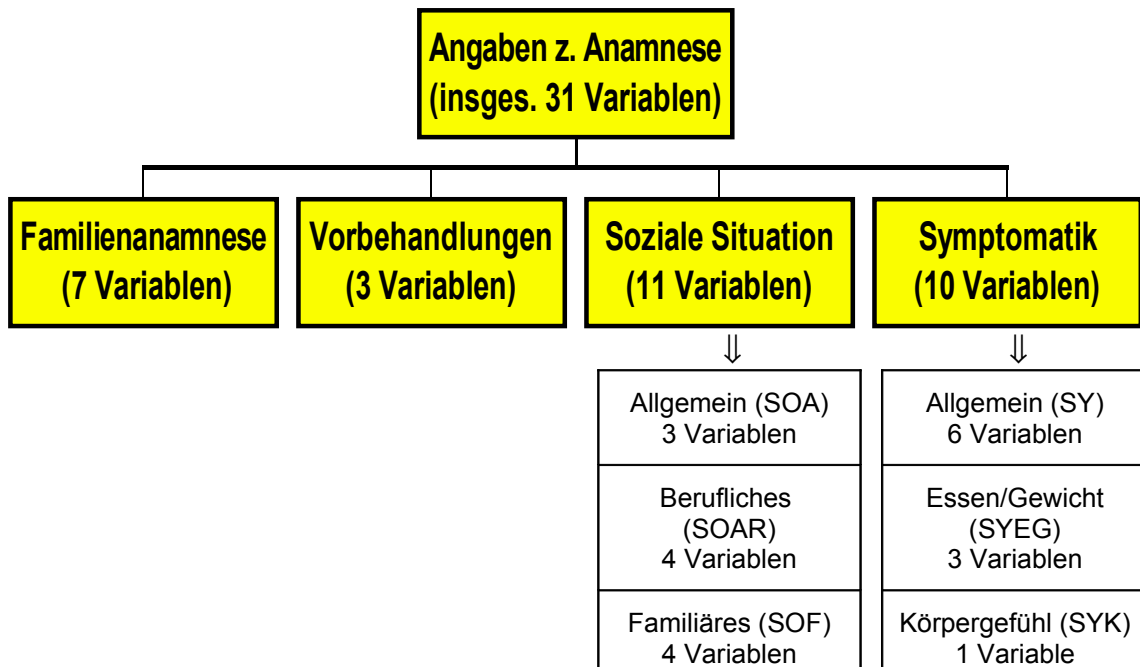 Angaben z. Anamnese
(insges. 31 Variablen)
Familienanamnese
(7 Variablen)
Vorbehandlungen
(3 Variablen)
Soziale Situation
(11 Variablen)
Symptomatik
(10 Variablen)
⇓
⇓
Allgemein (SOA)
3 Variablen
Berufliches
(SOAR)
4 Variablen
Familiäres (SOF)
4 Variablen
Allgemein (SY)
6 Variablen
Essen/Gewicht
(SYEG)
3 Variablen
Körpergefühl (SYK)
1 Variable